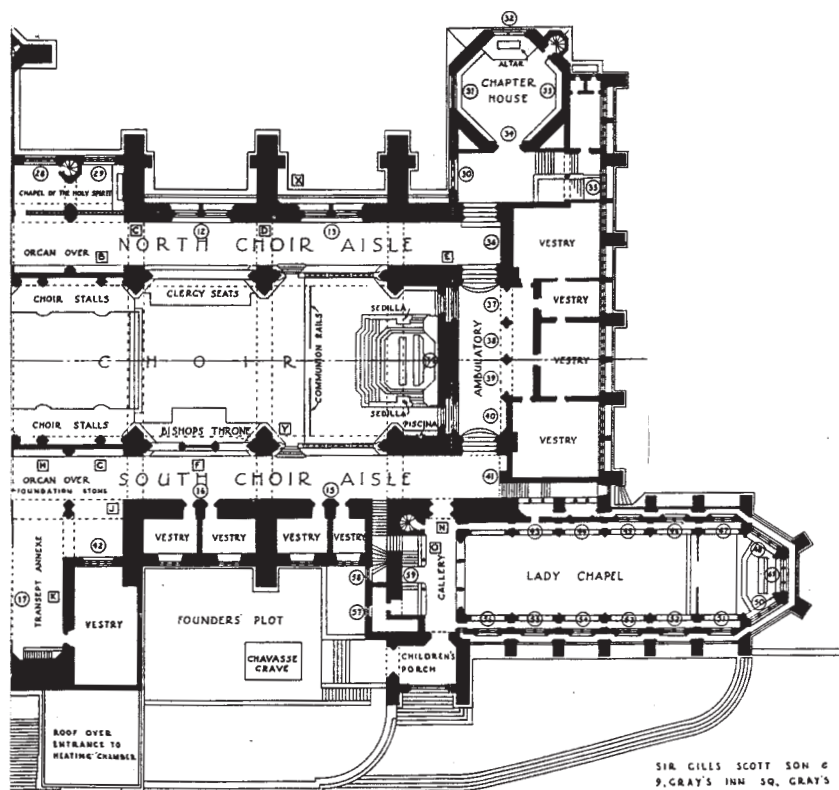 32
ALTAR
CHAPTER
HOUSE
31
33
34
28
29
30
35
X
CHAPEL OF THE HOLY SPIRIT
C
12
D
13
NORTH CHOIR AISLE
ORGAN OVER
B
E
36
VESTRY
CHOIR STALLS
CLERGY SEATS
SEDILIA
37
VESTRY
COMMUNION RAILS
AMBULATORY
38
CHOIR
VESTRY
39
SEDILIA
40
CHOIR STALLS
BISHOPS THRONE
Y
PISCINA
VESTRY
H
G
F
SOUTH CHOIR AISLE
41
ORGAN OVER
FOUNDATION STONE
16
15
J
N
VESTRY
VESTRY
VESTRY
VESTRY
O
GALLERY
42
LADY CHAPEL
58
59
57
17
TRANSEPT ANNEXE
K
VESTRY
FOUNDERS' PLOT
CHAVASSE
GRAVE
CHILDREN'S
PORCH
ROOF OVER
ENTRANCE TO
HEATING CHAMBER
SIR GILES SCOTT SON &
9, GRAY'S INN SQ, GRAY'S